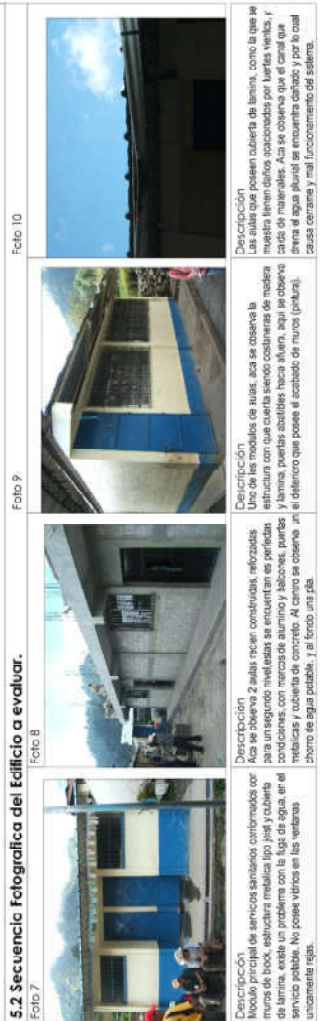 5.2 Secuencia Fotografica del Edificio a evaluar.
Foto 7
Foto 8
Foto 9.
Foto 10
Descripción
Modulo principal de servicios sanitarios conformados por
muros de block, estructura metalica tipo joist y cubierta
de lamina, existe un problema con la fuga de agua, en el
servicio potable. No posee vidrios en las ventanas
unicamente rejas.
Descripción
Aca se observa 2 aulas recien construidas, reforzadas
para un segundo nivel,estas se encuentran es perfectas
condiciones, con marcos de aluminio y balcones, puertas
metalicas y cubierta de concreto. Al centro se observa un
chorro de agua potable, y al fondo una pila.
Descripción
Uno de los modulos de aulas, aca se observa la
estructura con que cuenta siendo costaneras de madera
y lamina, puertas abatibles hacia afuera, aqui se observa
el deterioro que posee el acabado de muros (pintura).
Descripción
Las aulas que poseen cubierta de lamina, como la que se
muestra tienen daños ocacionados por fuertes vientos, y
caida de materiales. Aca se observa que el canal que
drena el agua pluvial se encuentra dañado y por lo cual
causa derrame y mal funcionamiento del sistema.